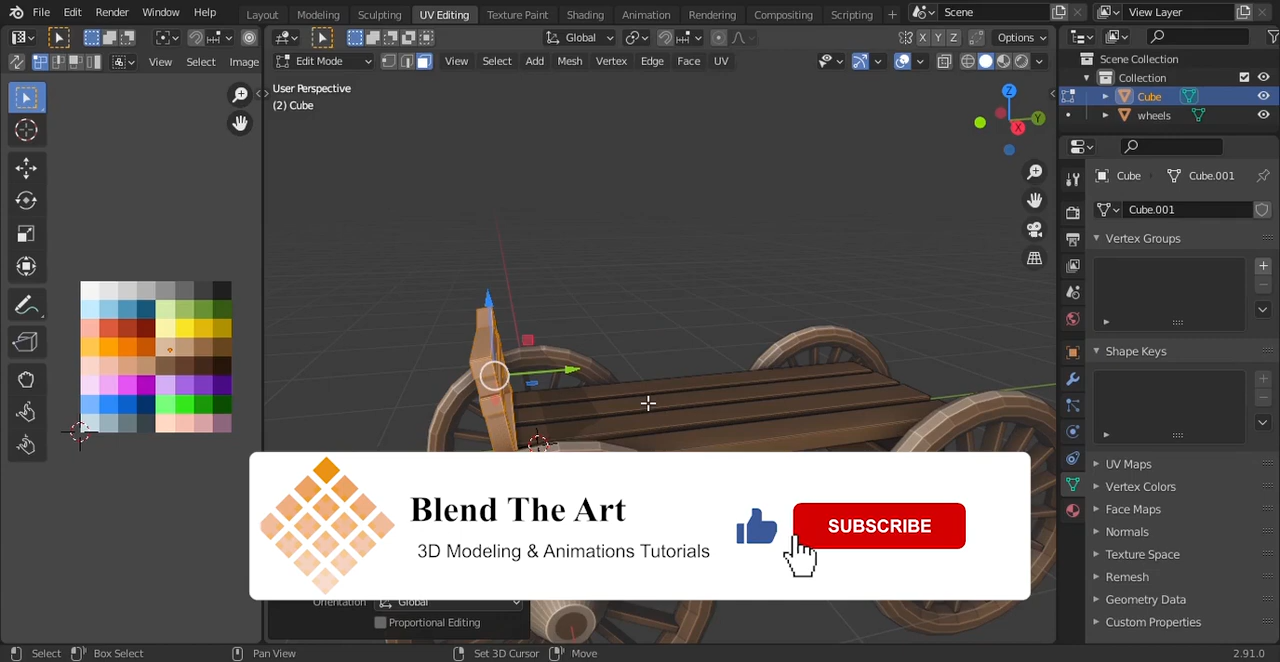 File Edit Render Window Help Layout Modeling Sculpting UV Editing Texture Paint Shading Animation Rendering Compositing Scripting + Scene View Layer
Global X Y Z Options
View Select Image Edit Mode View Select Add Mesh Vertex Edge Face UV
Scene Collection
Collection
Cube
wheels
User Perspective
(2) Cube
Z
Y
X
Cube Cube.001
Cube.001
Vertex Groups
Shape Keys
UV Maps
Vertex Colors
Face Maps
Normals
Texture Space
Remesh
Geometry Data
Custom Properties
Blend The Art
3D Modeling & Animations Tutorials
SUBSCRIBE
Orientation Global
Proportional Editing
Select Box Select Pan View Set 3D Cursor Move 2.91.0